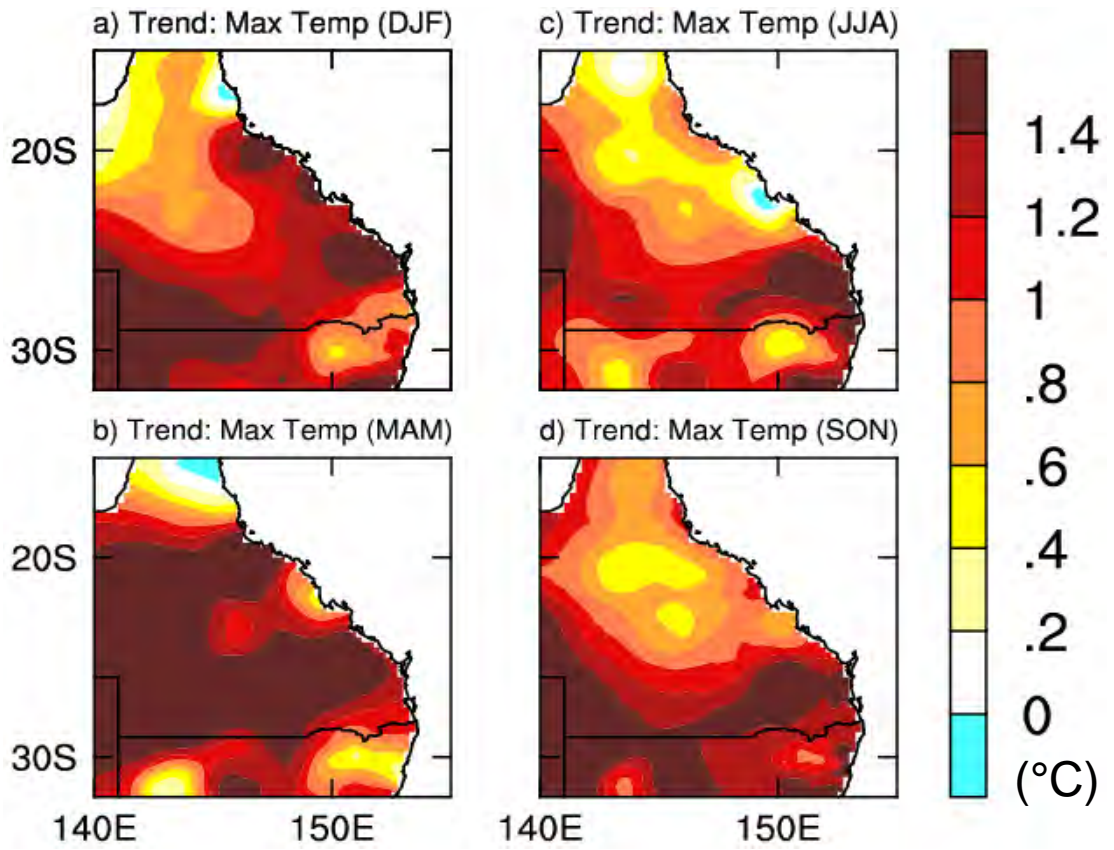 a) Trend: Max Temp (DJF)
c) Trend: Max Temp (JJA)
20S
30S
b) Trend: Max Temp (MAM)
d) Trend: Max Temp (SON)
20S
30S
140E
150E
140E
150E
1.4
1.2
1
.8
.6
.4
.2
0
(°C)